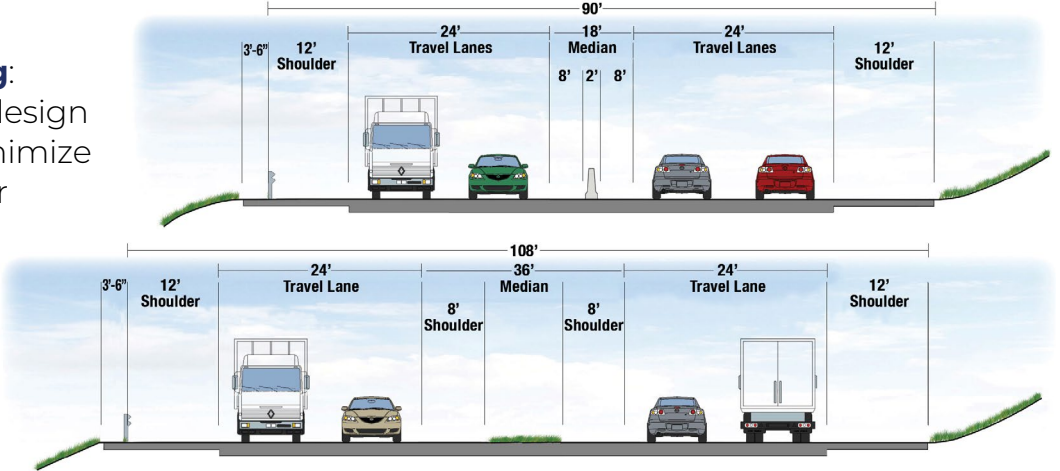 g:
design
nimize
r
90'
24'
18'
24'
3'-6"
12'
Shoulder
Travel Lanes
Median
Travel Lanes
12'
Shoulder
8'
2'
8'
108'
24'
36'
24'
3'-6"
12'
Shoulder
Travel Lane
Median
Travel Lane
12'
Shoulder
8'
Shoulder
8'
Shoulder